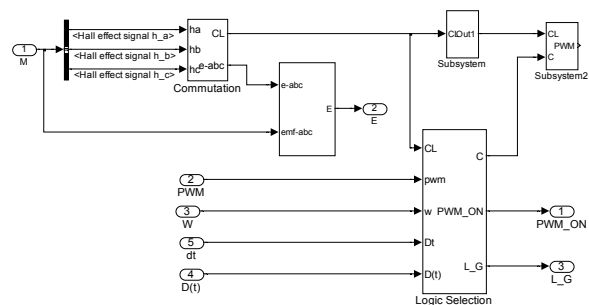 1
M
<Hall effect signal h_a>
<Hall effect signal h_b>
<Hall effect signal h_c>
ha
hb
hc
CL
e-abc
Commutation
e-abc
emf-abc
E
2
E
CL
Out1
Subsystem
CL
C
PWM
Subsystem2
2
PWM
3
W
5
dt
4
D(t)
CL
pwm
w
Dt
D(t)
C
PWM_ON
L_G
Logic Selection
1
PWM_ON
3
L_G